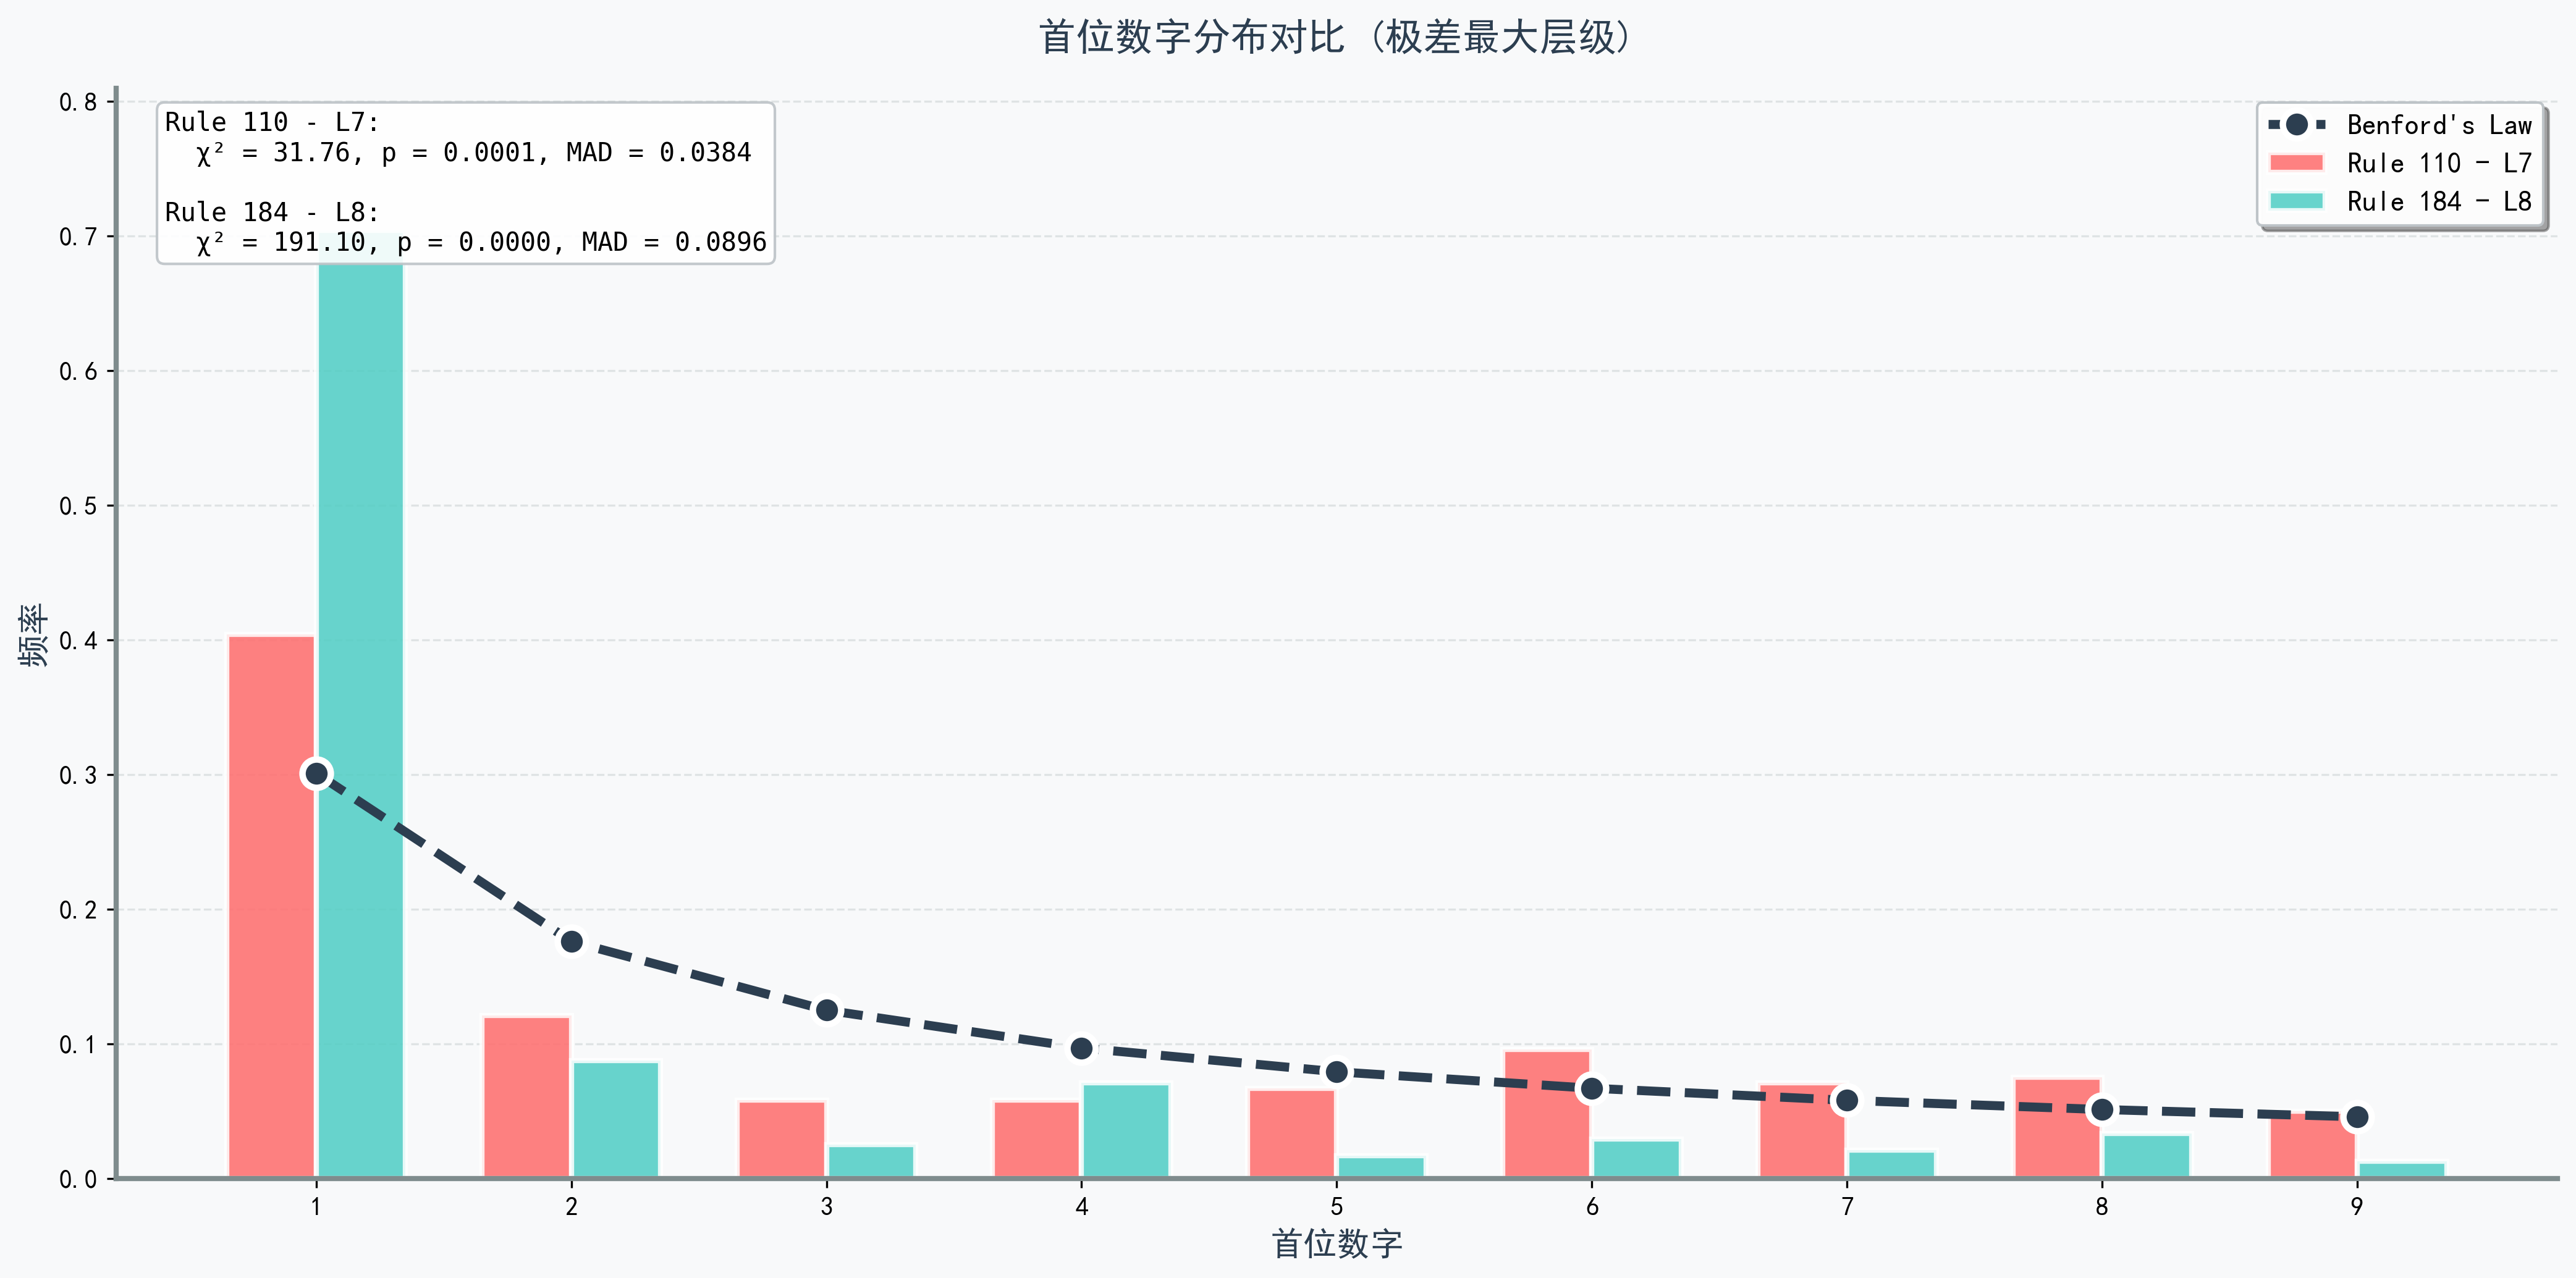 首位数字分布对比 (极差最大层级)
Rule 110 - L7:
χ² = 31.76, p = 0.0001, MAD = 0.0384
Rule 184 - L8:
χ² = 191.10, p = 0.0000, MAD = 0.0896
Benford's Law
Rule 110 - L7
Rule 184 - L8
频率
0.8
0.7
0.6
0.5
0.4
0.3
0.2
0.1
0.0
1 2 3 4 5 6 7 8 9
首位数字